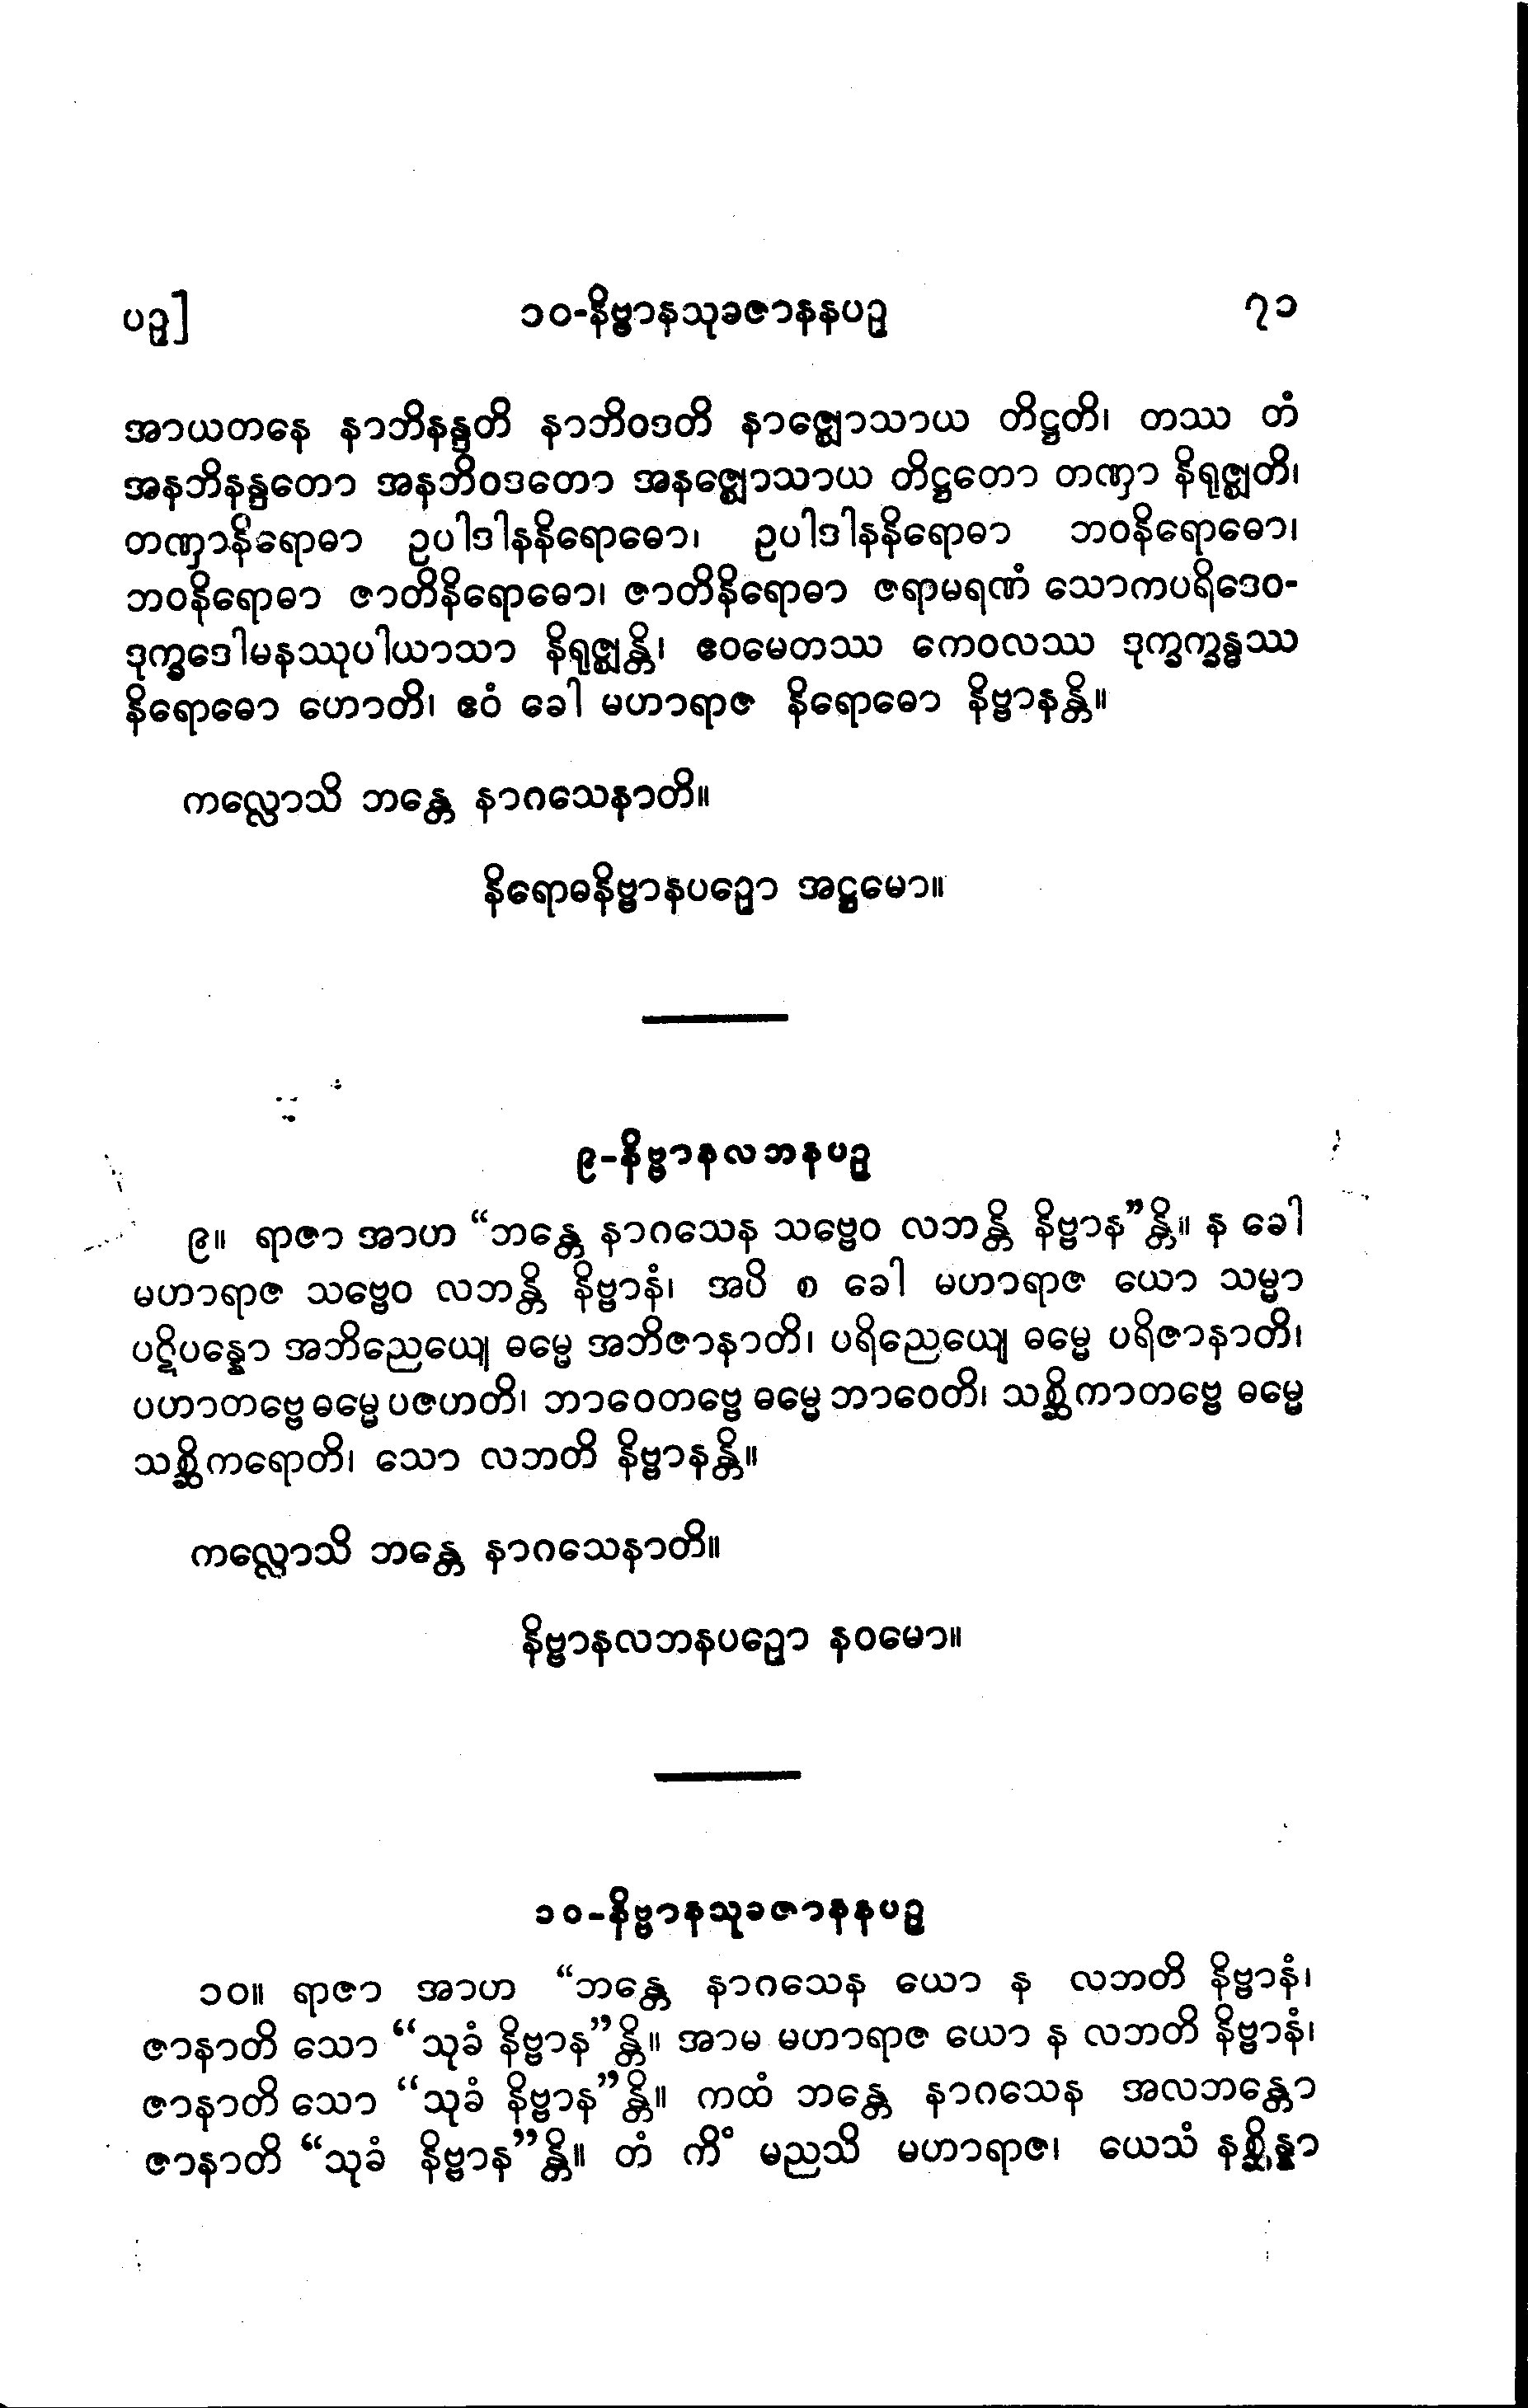 ပဉှ]
၁၀-နိဗ္ဗာနသုခဇာနနပဉှ
၇၁
အာယတနေ နာဘိနန္ဒတိ နာဘိဝဒတိ နာဇ္ဈောသာယ တိဋ္ဌတိ၊ တဿ တံ
အနဘိနန္ဒတော အနဘိဝဒတော အနဇ္ဈောသာယ တိဋ္ဌတော တဏှာ နိရုဇ္ဈတိ၊
တဏှာနိရောဓာ ဥပါဒါနနိရောဓော၊ ဥပါဒါနနိရောဓာ ဘဝနိရောဓော၊
ဘဝနိရောဓာ ဇာတိနိရောဓော၊ ဇာတိနိရောဓာ ဇရာမရဏံ သောကပရိဒေဝ-
ဒုက္ခဒေါမနဿုပါယာသာ နိရုဇ္ဈန္တိ၊ ဧဝမေတဿ ကေဝလဿ ဒုက္ခက္ခန္ဓဿ
နိရောဓော ဟောတိ၊ ဧဝံ ခေါ မဟာရာဇ နိရောဓော နိဗ္ဗာနန္တိ။
ကလ္လောသိ ဘန္တေ နာဂသေနာတိ။
နိရောဓနိဗ္ဗာနပဉှော အဋ္ဌမော။
၉-နိဗ္ဗာနလဘနပဉှ
၉။ ရာဇာ အာဟ “ဘန္တေ နာဂသေန သဗ္ဗေဝ လဘန္တိ နိဗ္ဗာန”န္တိ။ န ခေါ
မဟာရာဇ သဗ္ဗေဝ လဘန္တိ နိဗ္ဗာနံ၊ အပိ စ ခေါ မဟာရာဇ ယော သမ္မာ
ပဋိပန္နော အဘိညေယျေ ဓမ္မေ အဘိဇာနာတိ၊ ပရိညေယျေ ဓမ္မေ ပရိဇာနာတိ၊
ပဟာတဗ္ဗေ ဓမ္မေ ပဇဟတိ၊ ဘာဝေတဗ္ဗေ ဓမ္မေ ဘာဝေတိ၊ သစ္ဆိကာတဗ္ဗေ ဓမ္မေ
သစ္ဆိကရောတိ၊ သော လဘတိ နိဗ္ဗာနန္တိ။
ကလ္လောသိ ဘန္တေ နာဂသေနာတိ။
နိဗ္ဗာနလဘနပဉှော နဝမော။
၁၀-နိဗ္ဗာနသုခဇာနနပဉှ
၁၀။ ရာဇာ အာဟ “ဘန္တေ နာဂသေန ယော န လဘတိ နိဗ္ဗာနံ၊
ဇာနာတိ သော “သုခံ နိဗ္ဗာန”န္တိ။ အာမ မဟာရာဇ ယော န လဘတိ နိဗ္ဗာနံ၊
ဇာနာတိ သော “သုခံ နိဗ္ဗာန”န္တိ။ ကထံ ဘန္တေ နာဂသေန အလဘန္တော
ဇာနာတိ “သုခံ နိဗ္ဗာန”န္တိ။ တံ ကိံ မညသိ မဟာရာဇ၊ ယေသံ နစ္ဆိန္နာ